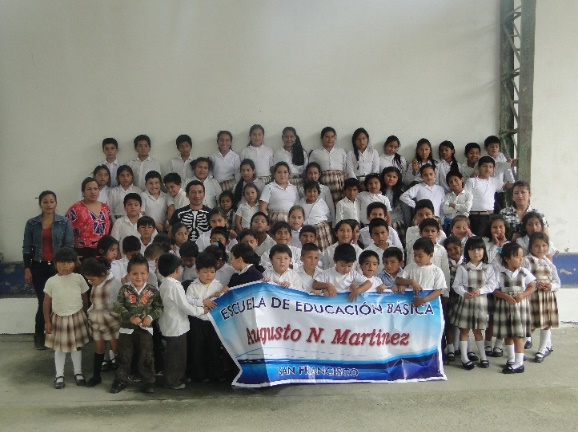 ESCUELA DE EDUCACIÓN BÁSICA
Augusto N. Martinez
SAN FRANCISCO